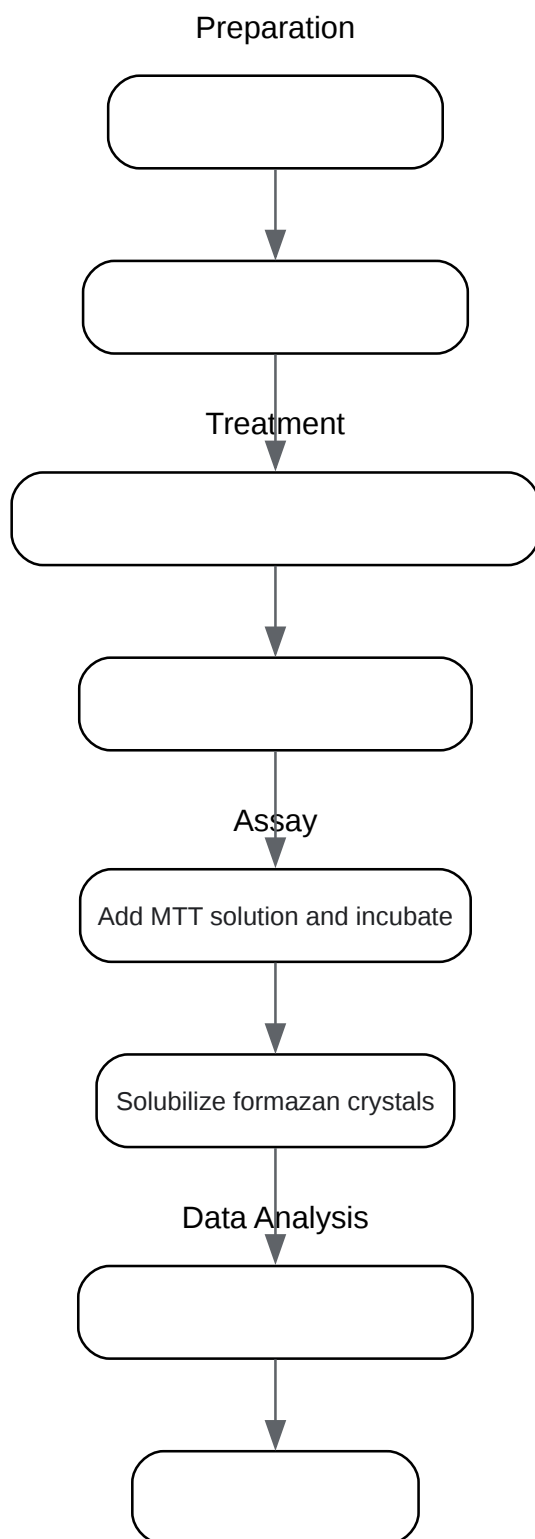 Preparation
Treatment
Assay
Add MTT solution and incubate
Solubilize formazan crystals
Data Analysis